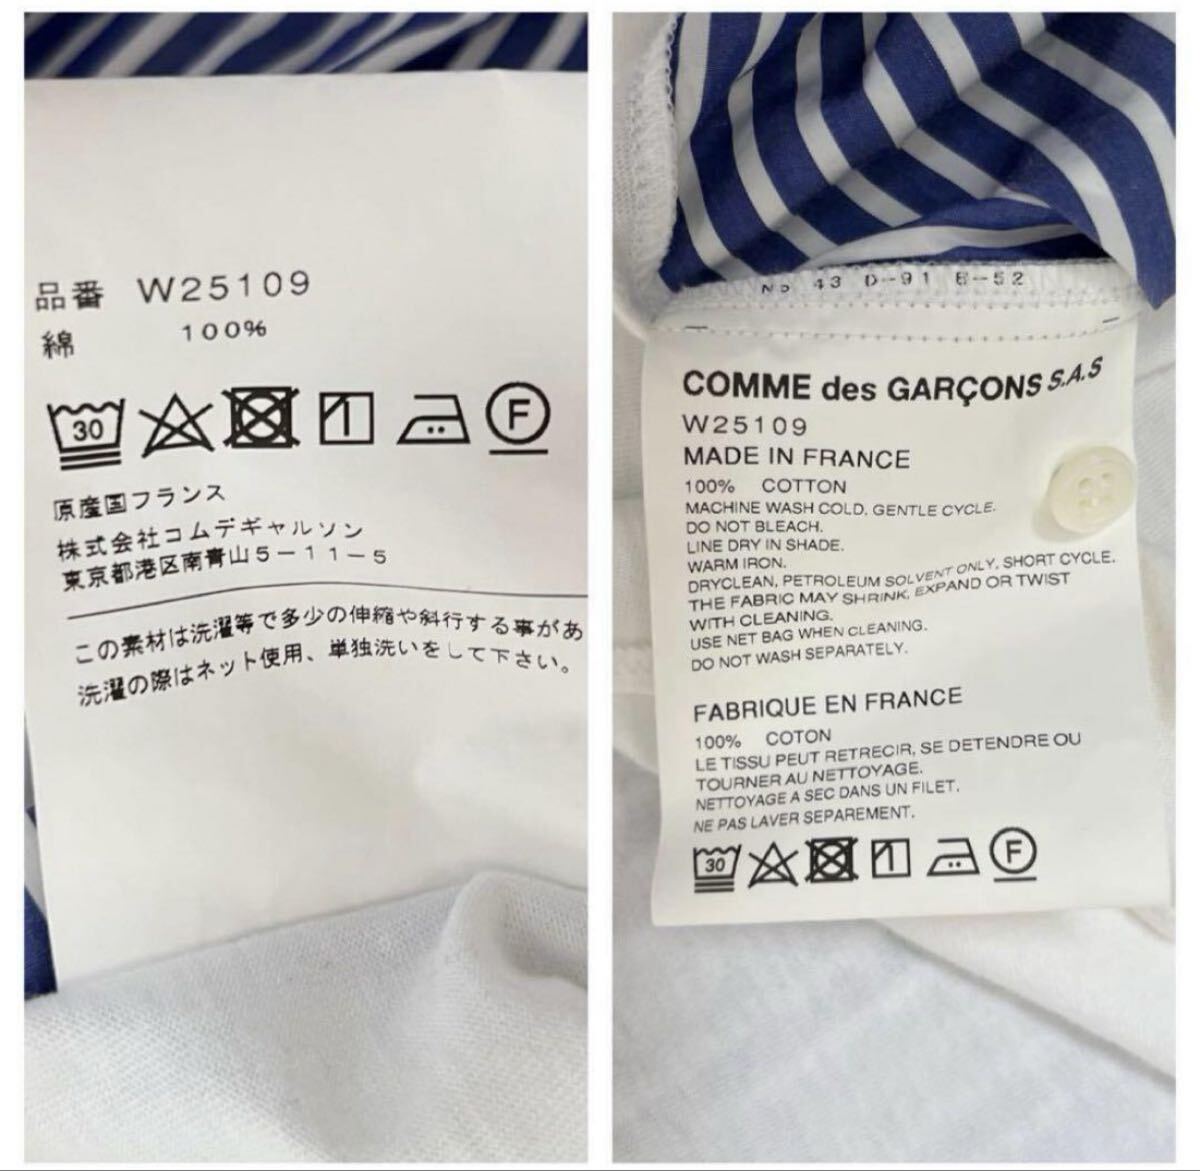 品番 W25109
綿 100%
30 F
原産国フランス
株式会社コムデギャルソン
東京都港区南青山5-11-5
この素材は洗濯等で多少の伸縮や斜行する事があ
洗濯の際はネット使用、単独洗いをして下さい。
No 43 D-91 B-52
COMME des GARÇONS S.A.S
W25109
MADE IN FRANCE
100% COTTON
MACHINE WASH COLD. GENTLE CYCLE.
DO NOT BLEACH.
LINE DRY IN SHADE.
WARM IRON.
DRYCLEAN, PETROLEUM SOLVENT ONLY, SHORT CYCLE.
THE FABRIC MAY SHRINK, EXPAND OR TWIST
WITH CLEANING.
USE NET BAG WHEN CLEANING.
DO NOT WASH SEPARATELY.
FABRIQUE EN FRANCE
100% COTON
LE TISSU PEUT RETRECIR, SE DETENDRE OU
TOURNER AU NETTOYAGE.
NETTOYAGE A SEC DANS UN FILET.
NE PAS LAVER SEPAREMENT.
30 F